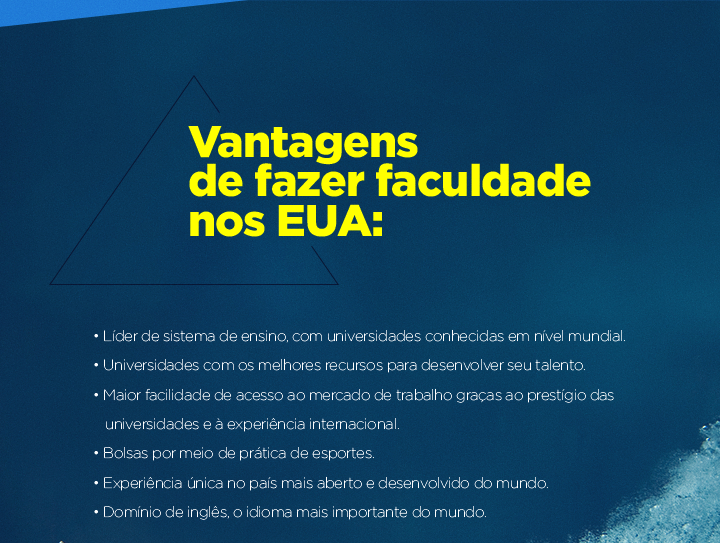 Vantagens
de fazer faculdade
nos EUA:
• Líder de sistema de ensino, com universidades conhecidas em nível mundial.
• Universidades com os melhores recursos para desenvolver seu talento.
• Maior facilidade de acesso ao mercado de trabalho graças ao prestígio das
universidades e à experiência internacional.
• Bolsas por meio de prática de esportes.
• Experiência única no país mais aberto e desenvolvido do mundo.
• Domínio de inglês, o idioma mais importante do mundo.